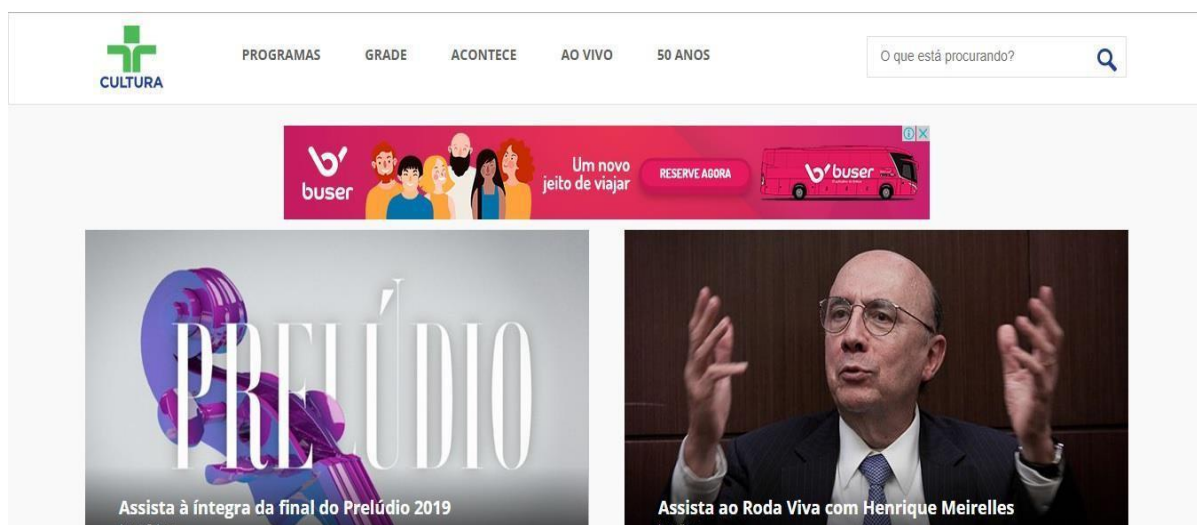 CULTURA
PROGRAMAS GRADE ACONTECE AO VIVO 50 ANOS
O que está procurando?
buser
Um novo
jeito de viajar
RESERVE AGORA
buser
PRELÚDIO
Assista à íntegra da final do Prelúdio 2019
Assista ao Roda Viva com Henrique Meirelles